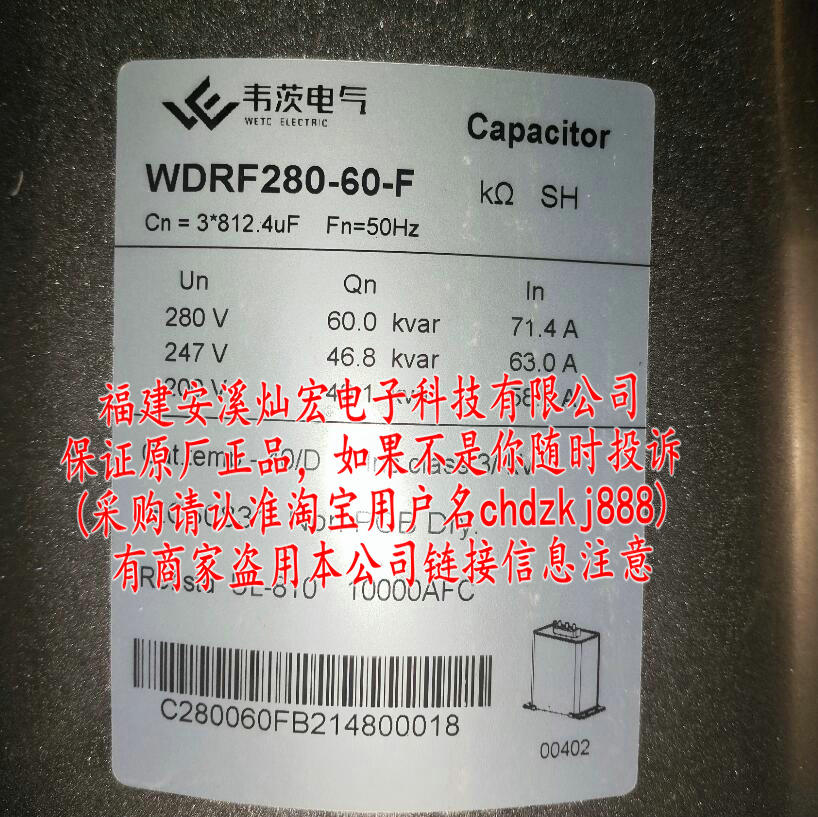 韦茨电气
WETC ELECTRIC
Capacitor
WDRF280-60-F
kΩ SH
Cn = 3*812.4uF Fn=50Hz
Un Qn In
280 V 60.0 kvar 71.4 A
247 V 46.8 kvar 63.0 A
福建安溪灿宏电子科技有限公司
保证原厂正品，如果不是你随时投诉
(采购请认准淘宝用户名chdzkj888)
有商家盗用本公司链接信息注意
10000AFC
C280060FB214800018
00402